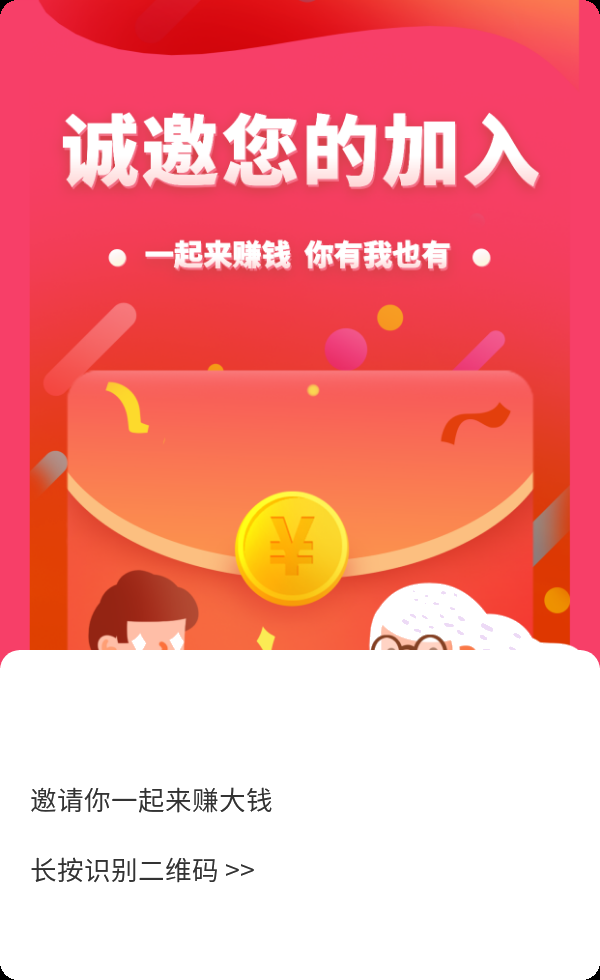 诚邀您的加入
一起来赚钱 你有我也有
¥
邀请你一起来赚大钱
长按识别二维码 >>